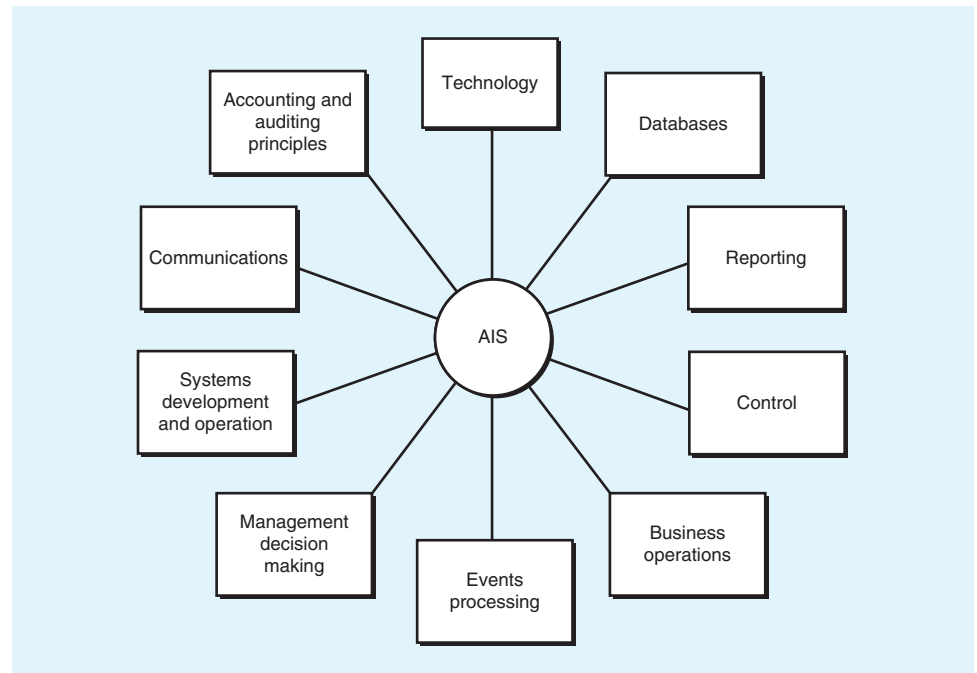 Technology
Databases
Reporting
Control
Business
operations
Events
processing
Management
decision
making
Systems
development
and operation
Communications
Accounting and
auditing
principles
AIS